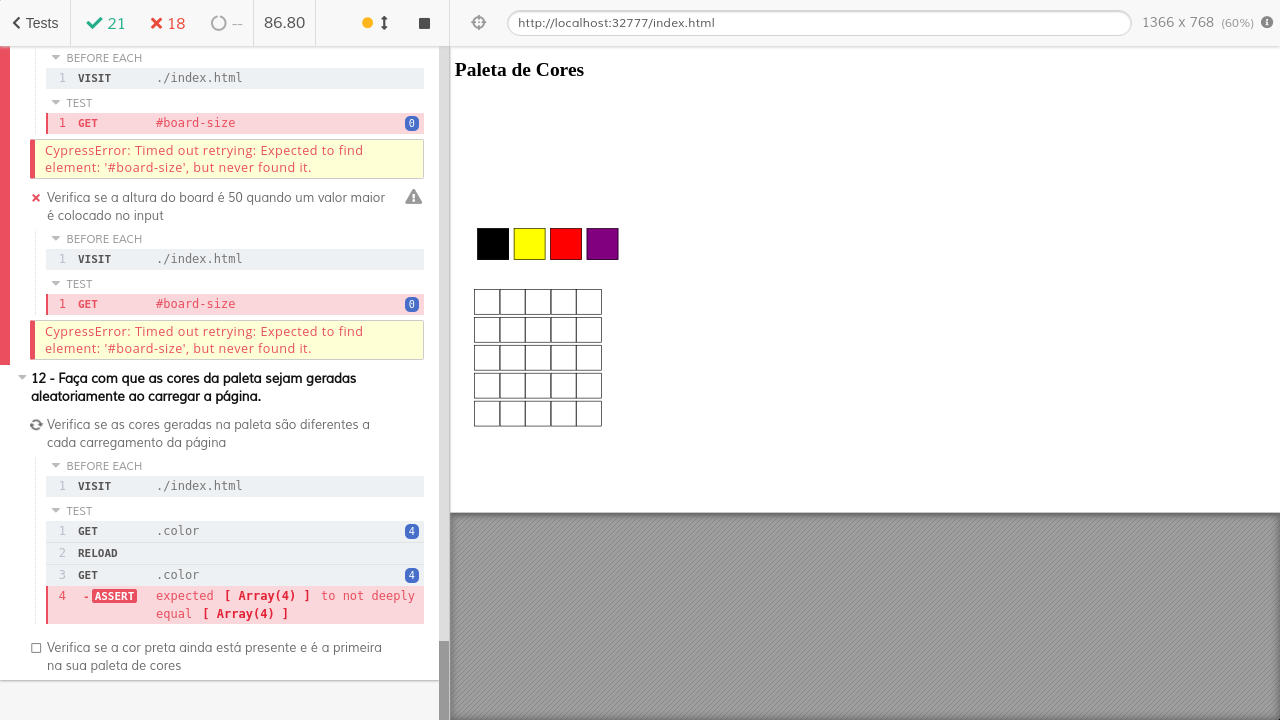 Tests
21
18
--
86.80
http://localhost:32777/index.html
1366 x 768 (60%)
BEFORE EACH
1 VISIT ./index.html
TEST
1 GET #board-size 0
CypressError: Timed out retrying: Expected to find
element: '#board-size', but never found it.
Verifica se a altura do board é 50 quando um valor maior
é colocado no input
BEFORE EACH
1 VISIT ./index.html
TEST
1 GET #board-size 0
CypressError: Timed out retrying: Expected to find
element: '#board-size', but never found it.
12 - Faça com que as cores da paleta sejam geradas
aleatoriamente ao carregar a página.
Verifica se as cores geradas na paleta são diferentes a
cada carregamento da página
BEFORE EACH
1 VISIT ./index.html
TEST
1 GET .color 4
2 RELOAD
3 GET .color 4
4 -ASSERT expected [ Array(4) ] to not deeply
equal [ Array(4) ]
Verifica se a cor preta ainda está presente e é a primeira
na sua paleta de cores
Paleta de Cores